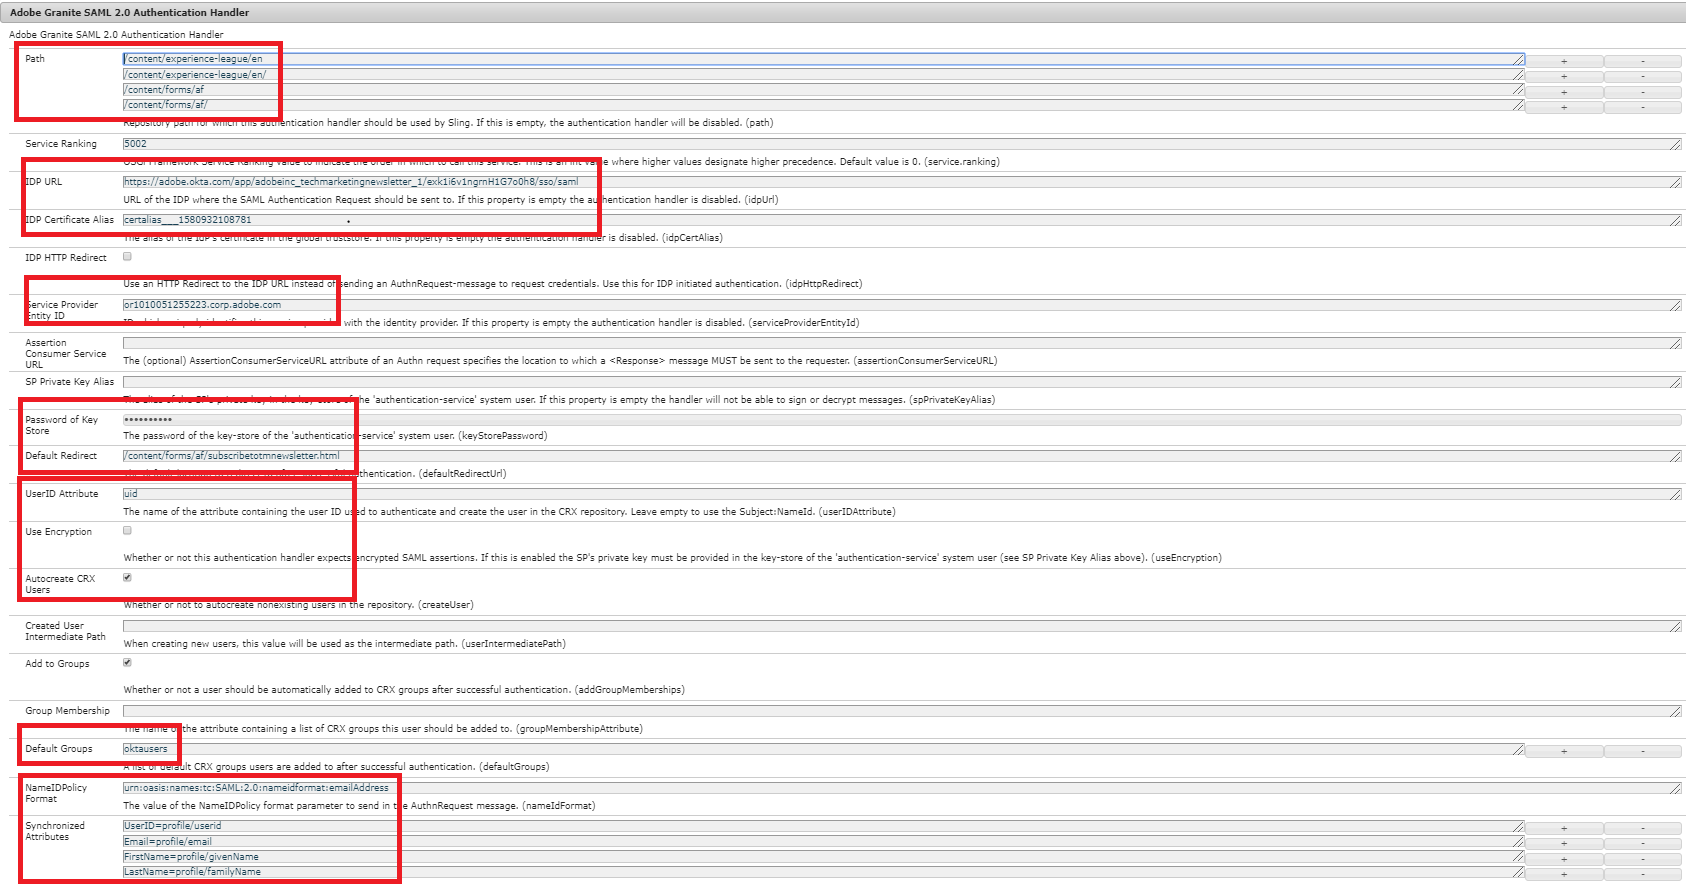 Adobe Granite SAML 2.0 Authentication Handler
Adobe Granite SAML 2.0 Authentication Handler
Path
/content/experience-league/en
+ -
/content/experience-league/en/
+ -
/content/forms/af
+ -
/content/forms/af/
+ -
Repository path for which this authentication handler should be used by Sling. If this is empty, the authentication handler will be disabled. (path)
Service Ranking
5002
OSGi Framework Service Ranking value to indicate the order in which to call this service. This is an int value where higher values designate higher precedence. Default value is 0. (service.ranking)
IDP URL
https://adobe.okta.com/app/adobeinc_techmarketingnewsletter_1/exk1i6v1ngrnH1G7o0h8/sso/saml
URL of the IDP where the SAML Authentication Request should be sent to. If this property is empty the authentication handler is disabled. (idpUrl)
IDP Certificate Alias
certalias___1580932108781
The alias of the IdP's certificate in the global truststore. If this property is empty the authentication handler is disabled. (idpCertAlias)
IDP HTTP Redirect
Use an HTTP Redirect to the IDP URL instead of sending an AuthnRequest-message to request credentials. Use this for IDP initiated authentication. (idpHttpRedirect)
Service Provider
Entity ID
or1010051255223.corp.adobe.com
with the identity provider. If this property is empty the authentication handler is disabled. (serviceProviderEntityId)
Assertion
Consumer Service
URL
The (optional) AssertionConsumerServiceURL attribute of an Authn request specifies the location to which a <Response> message MUST be sent to the requester. (assertionConsumerServiceURL)
SP Private Key Alias
The alias of the SP's private key in the key-store of the 'authentication-service' system user. If this property is empty the handler will not be able to sign or decrypt messages. (spPrivateKeyAlias)
Password of Key
Store
••••••••••
The password of the key-store of the 'authentication-service' system user. (keyStorePassword)
Default Redirect
/content/forms/af/subscribetotmnewsletter.html
authentication. (defaultRedirectUrl)
UserID Attribute
uid
The name of the attribute containing the user ID used to authenticate and create the user in the CRX repository. Leave empty to use the Subject:NameId. (userIDAttribute)
Use Encryption
Whether or not this authentication handler expects encrypted SAML assertions. If this is enabled the SP's private key must be provided in the key-store of the 'authentication-service' system user (see SP Private Key Alias above). (useEncryption)
Autocreate CRX
Users
Whether or not to autocreate nonexisting users in the repository. (createUser)
Created User
Intermediate Path
When creating new users, this value will be used as the intermediate path. (userIntermediatePath)
Add to Groups
Whether or not a user should be automatically added to CRX groups after successful authentication. (addGroupMemberships)
Group Membership
The name of the attribute containing a list of CRX groups this user should be added to. (groupMembershipAttribute)
Default Groups
oktausers
+ -
A list of default CRX groups users are added to after successful authentication. (defaultGroups)
NameIDPolicy
Format
urn:oasis:names:tc:SAML:2.0:nameidformat:emailAddress
The value of the NameIDPolicy format parameter to send in the AuthnRequest message. (nameIdFormat)
Synchronized
Attributes
UserID=profile/userid
+ -
Email=profile/email
+ -
FirstName=profile/givenName
+ -
LastName=profile/familyName
+ -